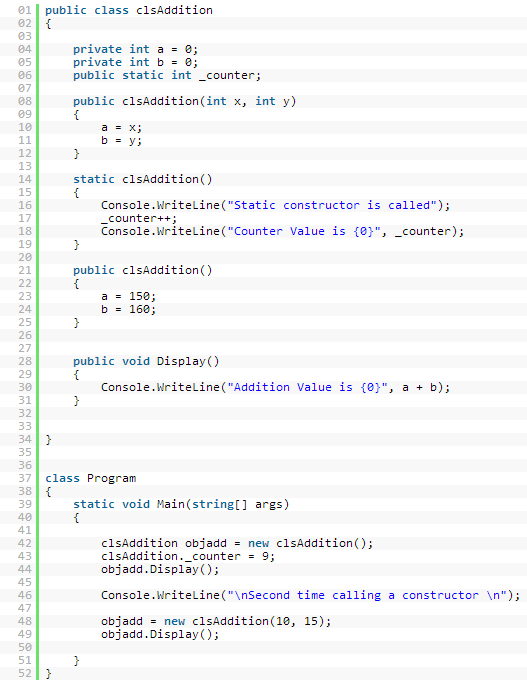 01 public class clsAddition
02 {
03
04     private int a = 0;
05     private int b = 0;
06     public static int _counter;
07
08     public clsAddition(int x, int y)
09     {
10         a = x;
11         b = y;
12     }
13
14     static clsAddition()
15     {
16         Console.WriteLine("Static constructor is called");
17         _counter++;
18         Console.WriteLine("Counter Value is {0}", _counter);
19     }
20
21     public clsAddition()
22     {
23         a = 150;
24         b = 160;
25     }
26
27
28     public void Display()
29     {
30         Console.WriteLine("Addition Value is {0}", a + b);
31     }
32
33
34 }
35
36
37 class Program
38 {
39     static void Main(string[] args)
40     {
41
42         clsAddition objadd = new clsAddition();
43         clsAddition._counter = 9;
44         objadd.Display();
45
46         Console.WriteLine("\nSecond time calling a constructor \n");
47
48         objadd = new clsAddition(10, 15);
49         objadd.Display();
50
51     }
52 }